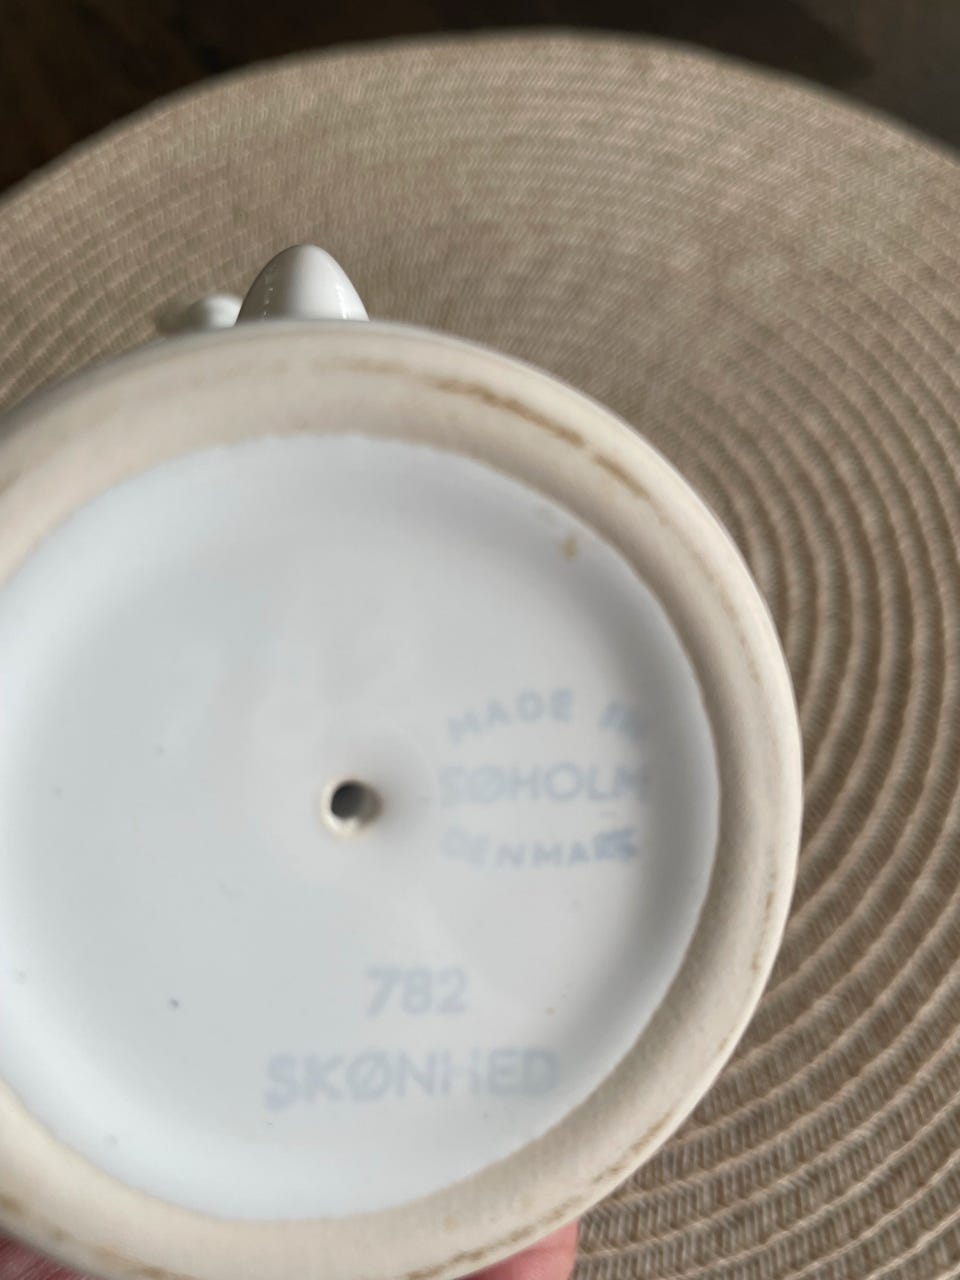 MADE IN
SØHOLM
DENMARK
782
SKØNHED